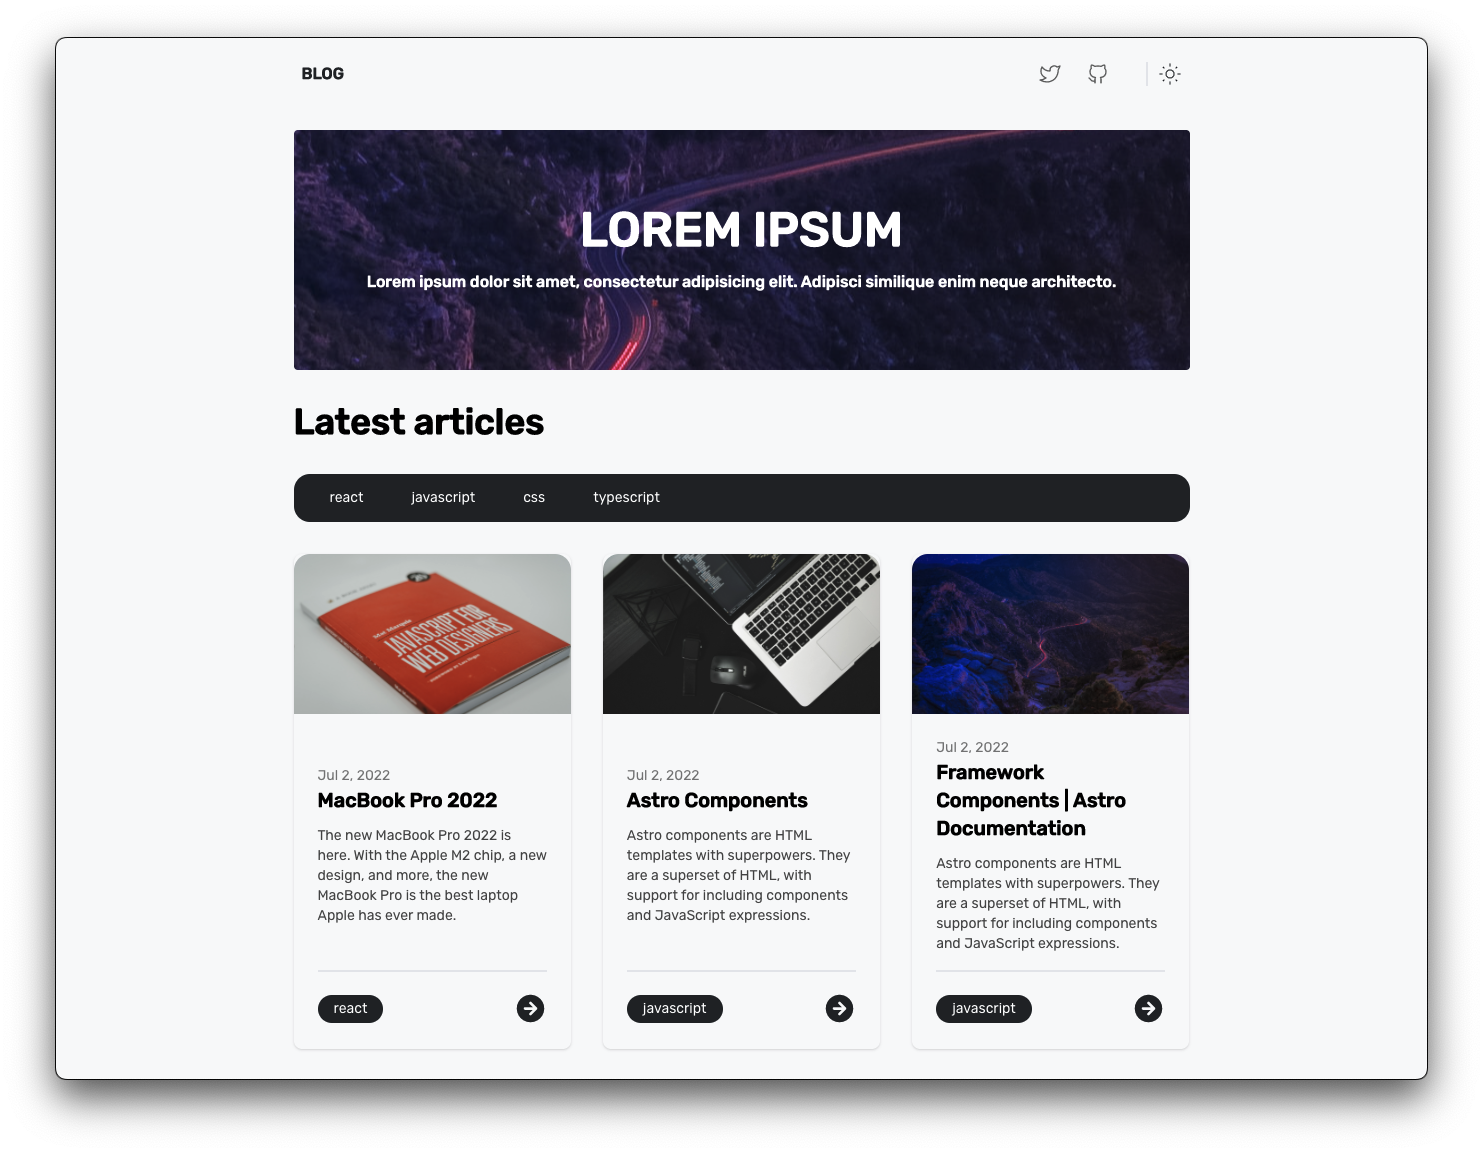 BLOG
LOREM IPSUM
Lorem ipsum dolor sit amet, consectetur adipisicing elit. Adipisci similique enim neque architecto.
Latest articles
react javascript css typescript
JAVASCRIPT FOR
WEB DESIGNERS
Jul 2, 2022
MacBook Pro 2022
The new MacBook Pro 2022 is
here. With the Apple M2 chip, a new
design, and more, the new
MacBook Pro is the best laptop
Apple has ever made.
react
Jul 2, 2022
Astro Components
Astro components are HTML
templates with superpowers. They
are a superset of HTML, with
support for including components
and JavaScript expressions.
javascript
Jul 2, 2022
Framework
Components | Astro
Documentation
Astro components are HTML
templates with superpowers. They
are a superset of HTML, with
support for including components
and JavaScript expressions.
javascript